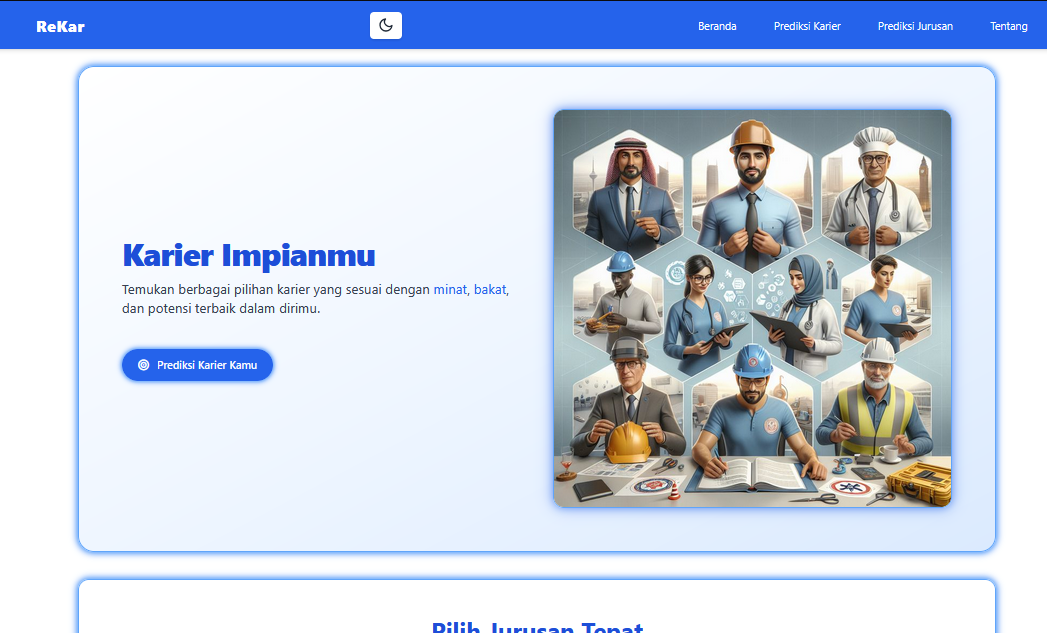 ReKar
Beranda
Prediksi Karier
Prediksi Jurusan
Tentang
Karier Impianmu
Temukan berbagai pilihan karier yang sesuai dengan minat, bakat,
dan potensi terbaik dalam dirimu.
Prediksi Karier Kamu
Pilih Jurusan Tepat